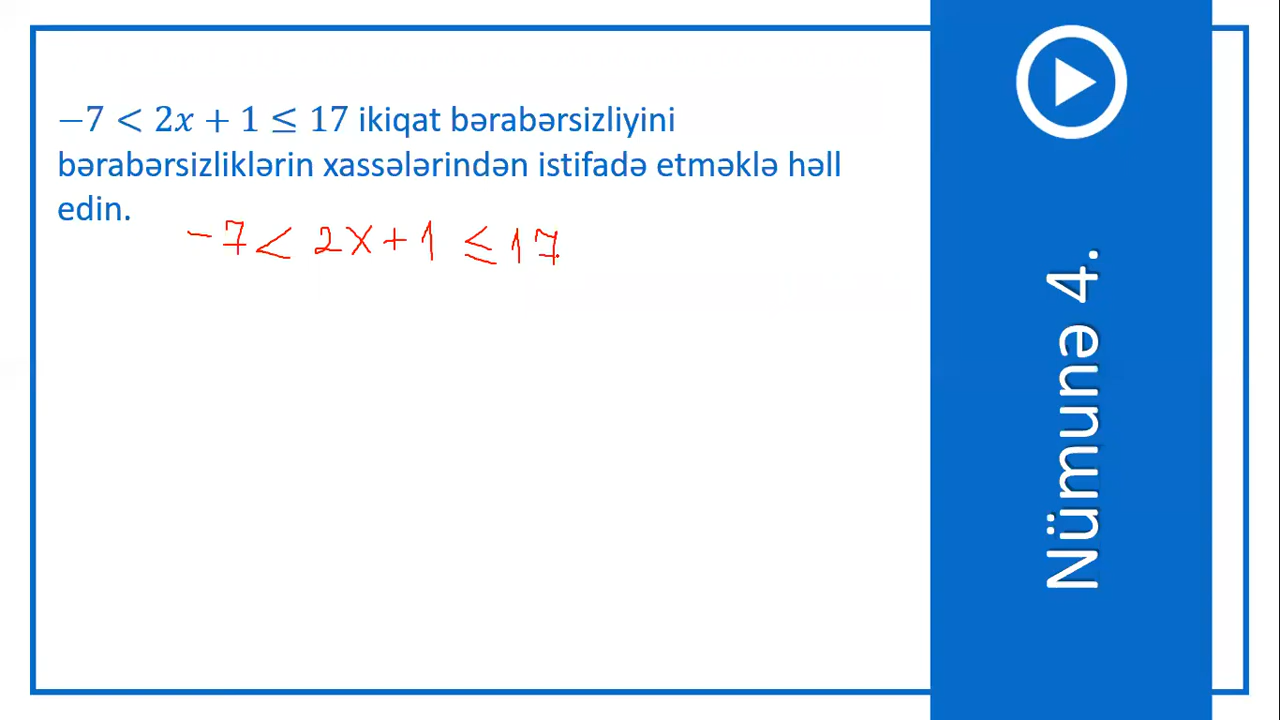 −7 < 2x + 1 ≤ 17 ikiqat bərabərsizliyini
bərabərsizliklərin xassələrindən istifadə etməklə həll
edin.
-7 < 2x+1 ≤ 17
Nümunə 4.